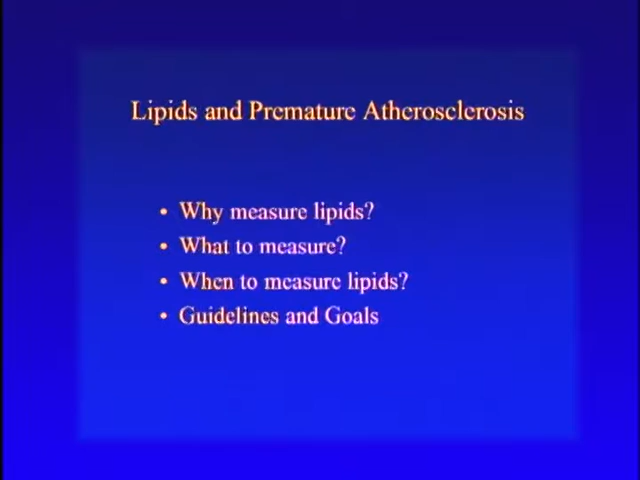 Lipids and Premature Atherosclerosis
• Why measure lipids?
• What to measure?
• When to measure lipids?
• Guidelines and Goals